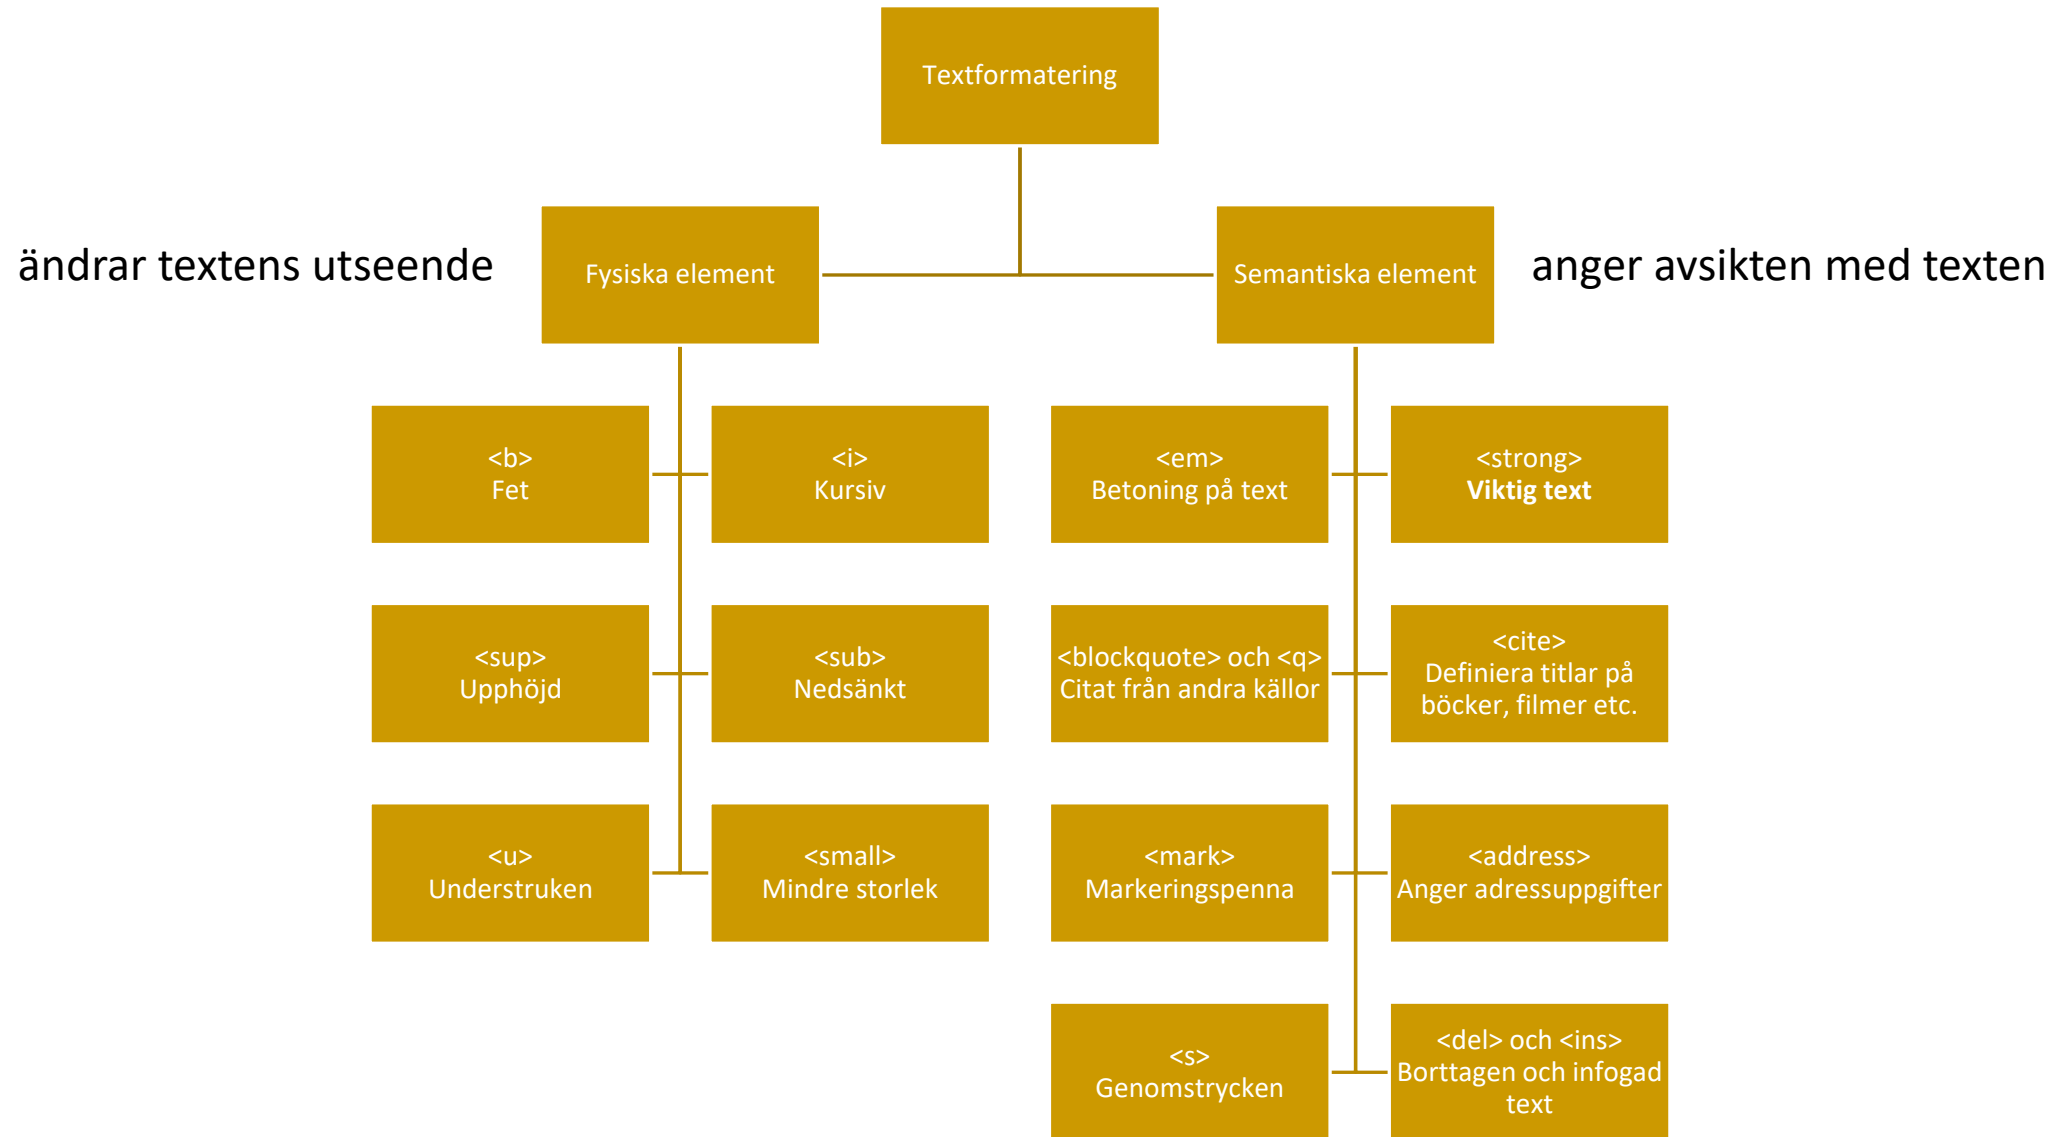 Textformatering
ändrar textens utseende
Fysiska element
Semantiska element
anger avsikten med texten
<b>
Fet
<i>
Kursiv
<em>
Betoning på text
<strong>
Viktig text
<sup>
Upphöjd
<sub>
Nedsänkt
<blockquote> och <q>
Citat från andra källor
<cite>
Definiera titlar på
böcker, filmer etc.
<u>
Understruken
<small>
Mindre storlek
<mark>
Markeringspenna
<address>
Anger adressuppgifter
<s>
Genomstrycken
<del> och <ins>
Borttagen och infogad
text